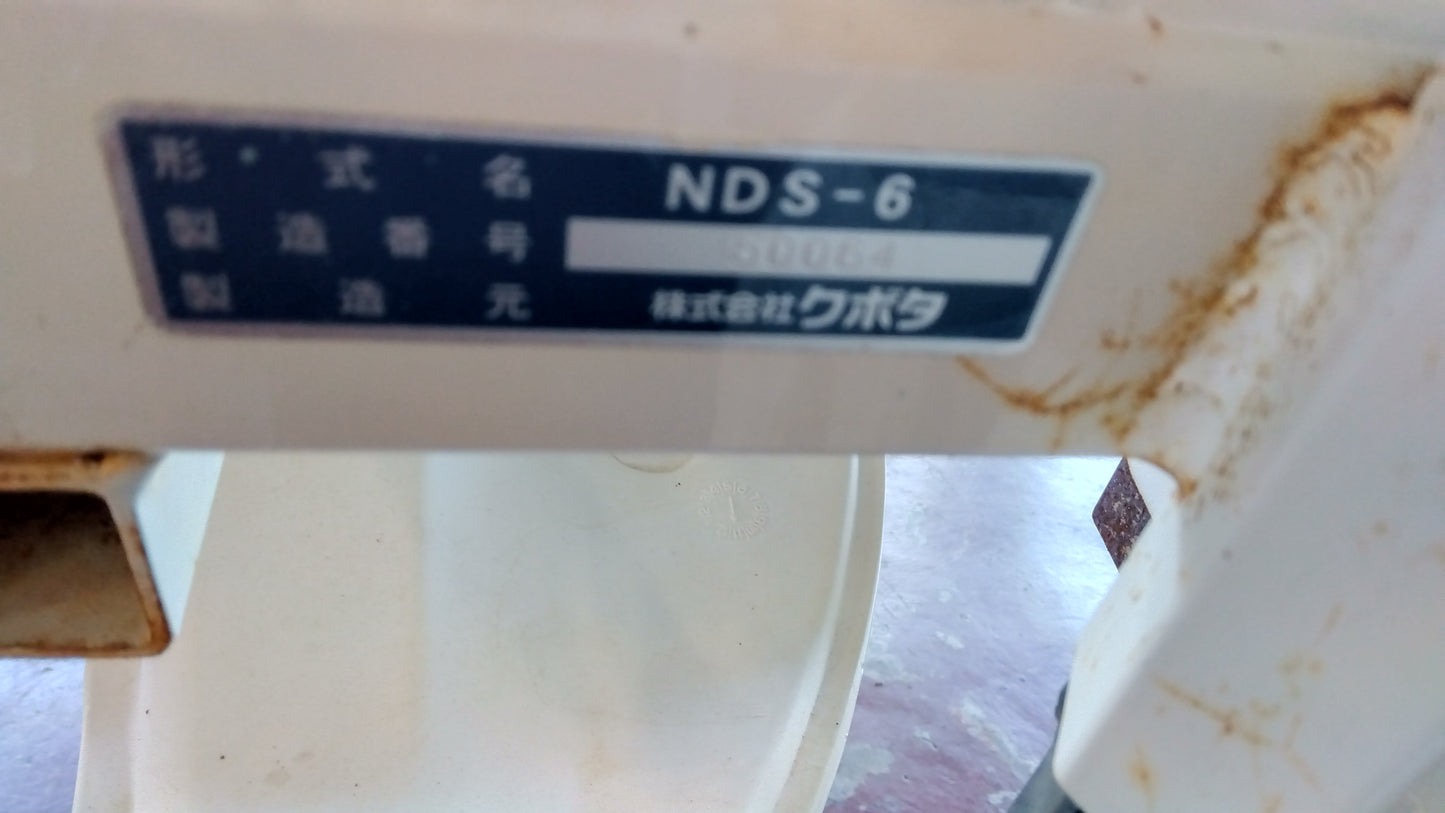 形式名 NDS-6
製造番号 50064
製造元 株式会社クボタ